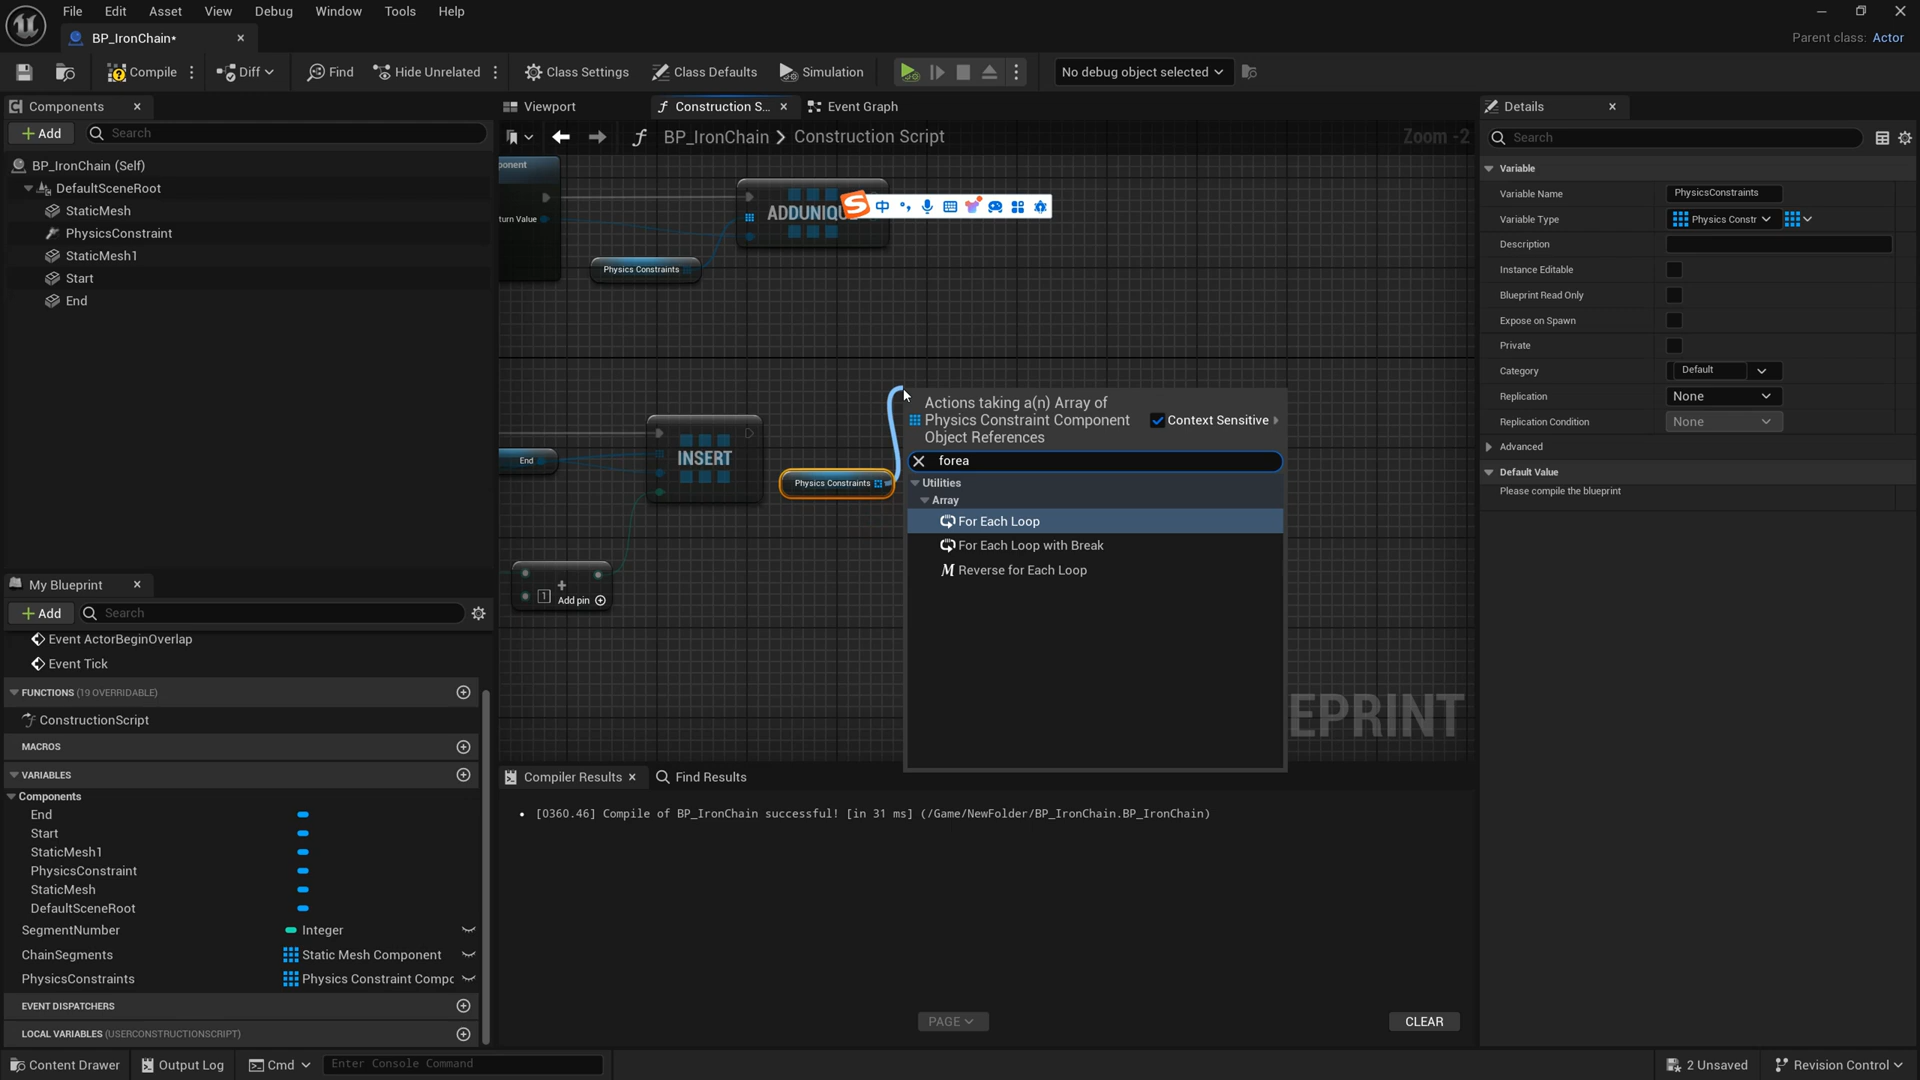 File Edit Asset View Debug Window Tools Help
BP_IronChain*
Parent class: Actor
Compile Diff Find Hide Unrelated Class Settings Class Defaults Simulation No debug object selected
Components
Add Search
BP_IronChain (Self)
DefaultSceneRoot
StaticMesh
PhysicsConstraint
StaticMesh1
Start
End
My Blueprint
Add Search
Event ActorBeginOverlap
Event Tick
FUNCTIONS (19 OVERRIDABLE)
ConstructionScript
MACROS
VARIABLES
Components
End
Start
StaticMesh1
PhysicsConstraint
StaticMesh
DefaultSceneRoot
SegmentNumber Integer
ChainSegments Static Mesh Component
PhysicsConstraints Physics Constraint Compc
EVENT DISPATCHERS
LOCAL VARIABLES (USERCONSTRUCTIONSCRIPT)
Viewport Construction S... Event Graph
BP_IronChain > Construction Script
Zoom -2
ponent
turn Value
ADDUNIQU
中
Physics Constraints
End
INSERT
Physics Constraints
1 Add pin
Actions taking a(n) Array of
Physics Constraint Component
Object References
Context Sensitive
forea
Utilities
Array
For Each Loop
For Each Loop with Break
Reverse for Each Loop
EPRINT
Compiler Results Find Results
[0360.46] Compile of BP_IronChain successful! [in 31 ms] (/Game/NewFolder/BP_IronChain.BP_IronChain)
PAGE CLEAR
Details
Search
Variable
Variable Name PhysicsConstraints
Variable Type Physics Constr
Description
Instance Editable
Blueprint Read Only
Expose on Spawn
Private
Category Default
Replication None
Replication Condition None
Advanced
Default Value
Please compile the blueprint
Content Drawer Output Log Cmd Enter Console Command 2 Unsaved Revision Control